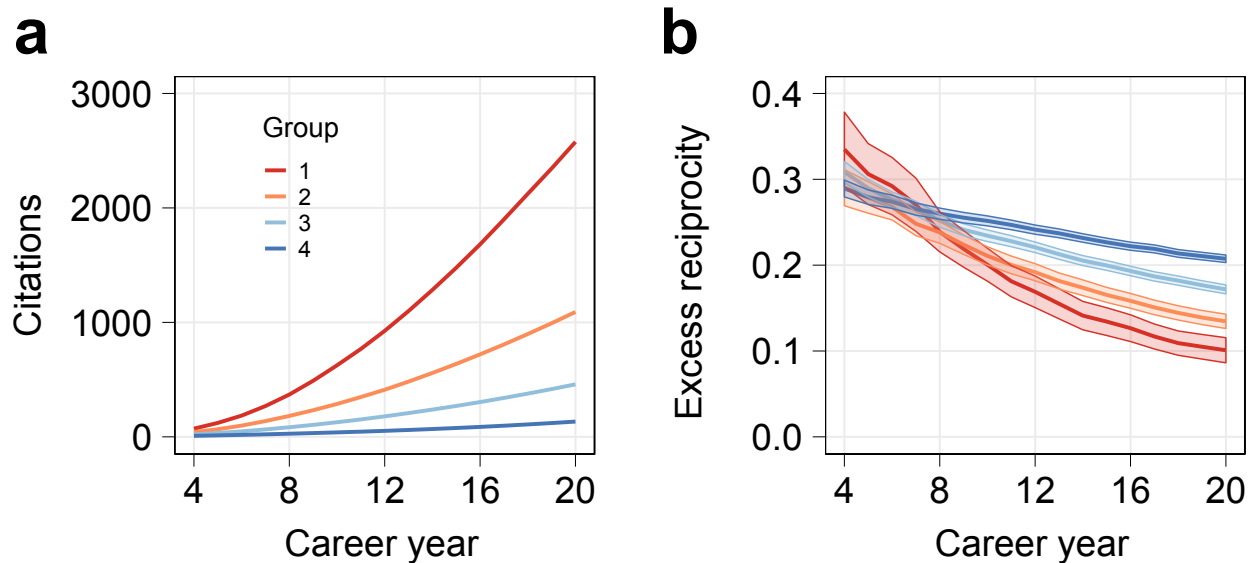 a
3000
2000
1000
0
Citations
Group
1
2
3
4
4 8 12 16 20
Career year
b
0.4
0.3
0.2
0.1
0.0
Excess reciprocity
4 8 12 16 20
Career year